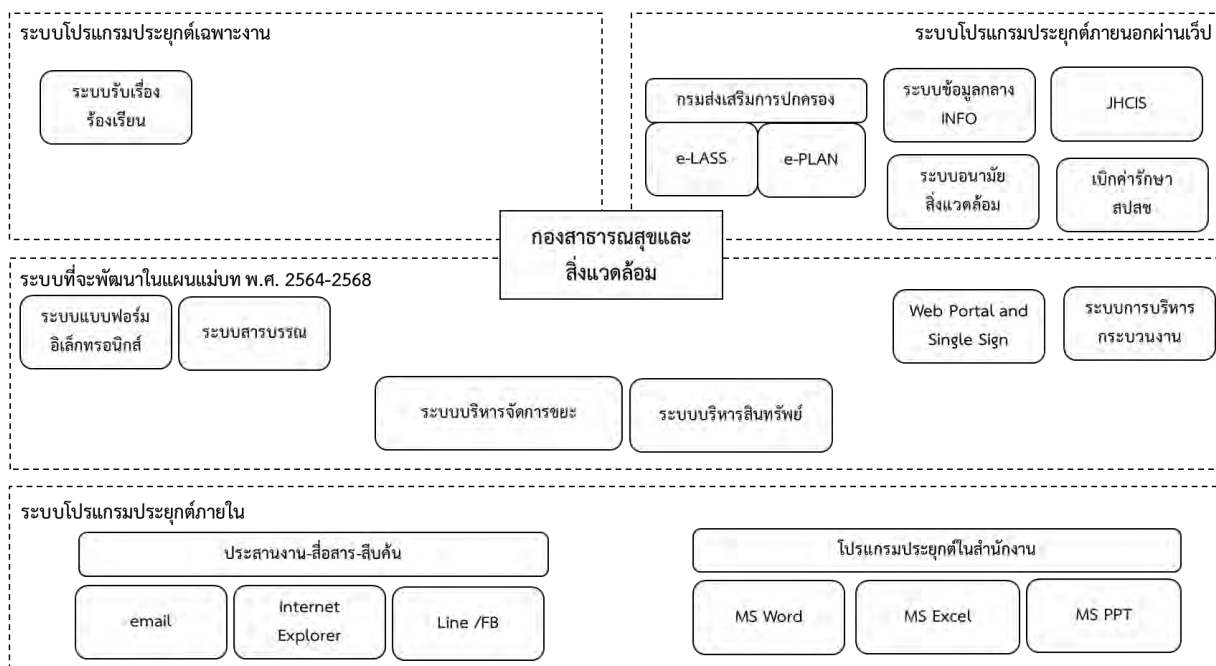 ระบบโปรแกรมประยุกต์เฉพาะงาน
ระบบรับเรื่อง
ร้องเรียน
ระบบโปรแกรมประยุกต์ภายนอกผ่านเว็ป
กรมส่งเสริมการปกครอง
e-LASS
e-PLAN
ระบบข้อมูลกลาง
INFO
JHCIS
ระบบอนามัย
สิ่งแวดล้อม
เบิกค่ารักษา
สปสช
กองสาธารณสุขและ
สิ่งแวดล้อม
ระบบที่จะพัฒนาในแผนแม่บท พ.ศ. 2564-2568
ระบบแบบฟอร์ม
อิเล็กทรอนิกส์
ระบบสารบรรณ
Web Portal and
Single Sign
ระบบการบริหาร
กระบวนงาน
ระบบบริหารจัดการขยะ
ระบบบริหารสินทรัพย์
ระบบโปรแกรมประยุกต์ภายใน
ประสานงาน-สื่อสาร-สืบค้น
email
Internet
Explorer
Line /FB
โปรแกรมประยุกต์ในสำนักงาน
MS Word
MS Excel
MS PPT